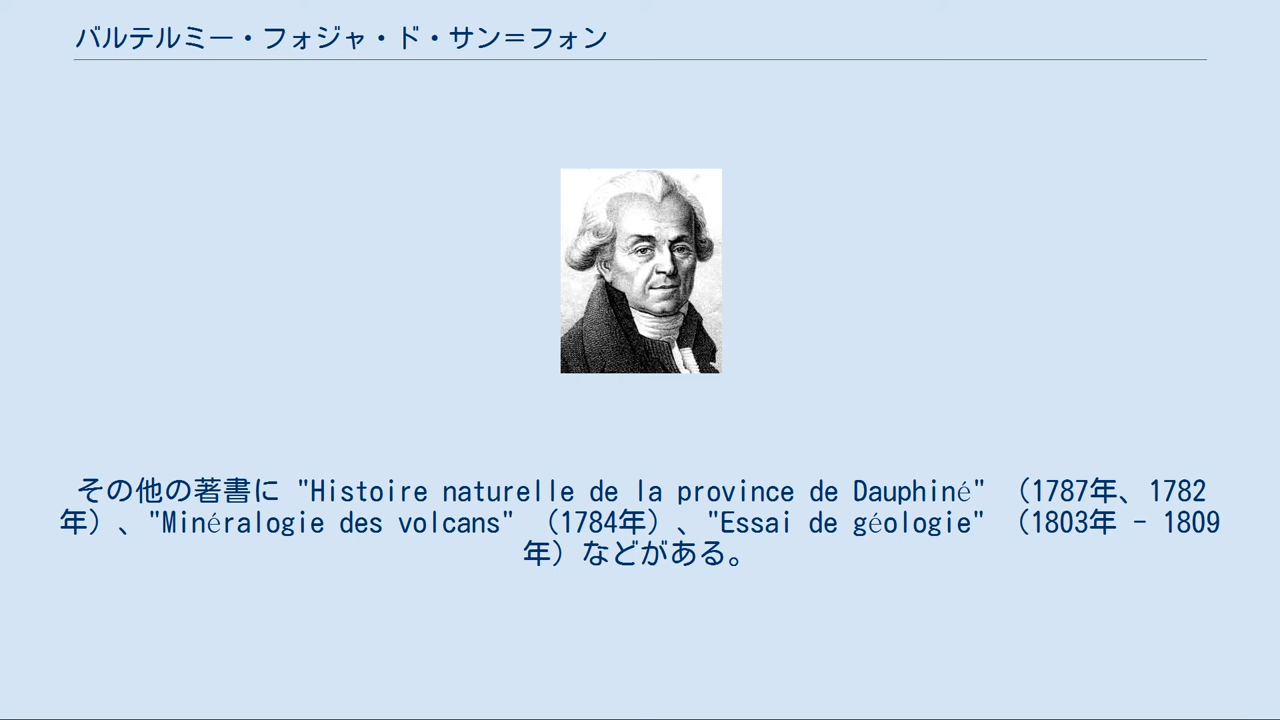 バルテルミー・フォジャ・ド・サン＝フォン
その他の著書に "Histoire naturelle de la province de Dauphiné" （1787年、1782
年）、"Minéralogie des volcans" （1784年）、"Essai de géologie" （1803年 - 1809
年）などがある。